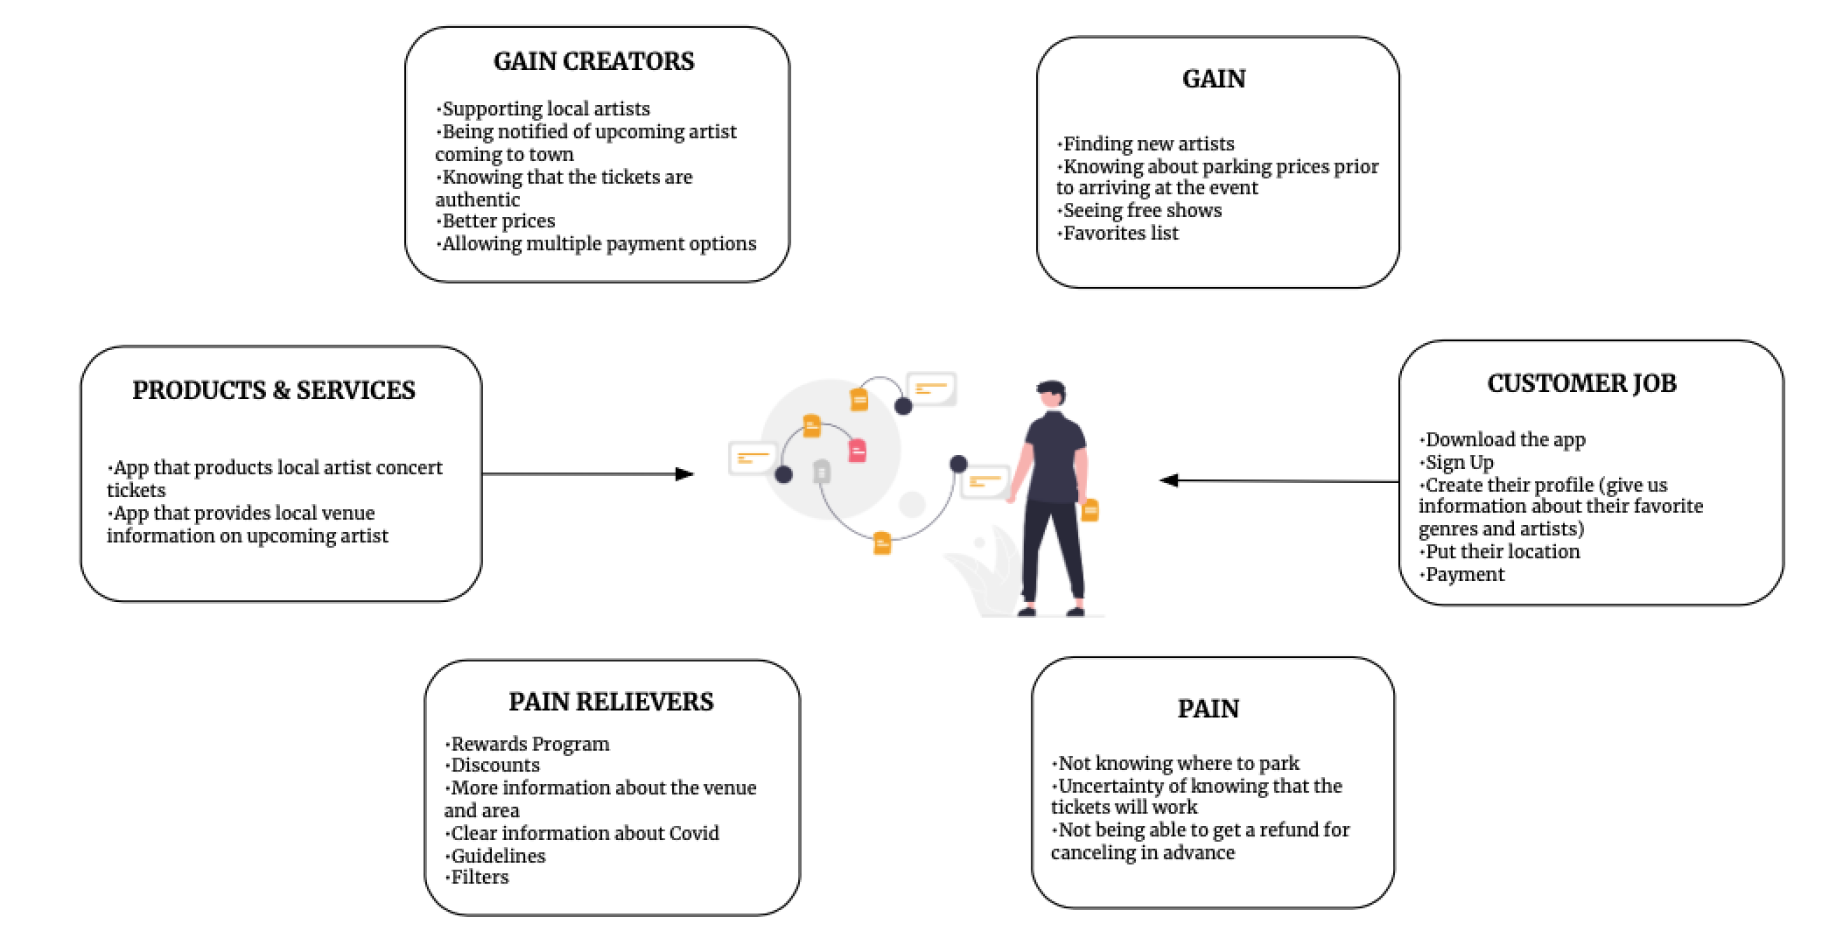 GAIN CREATORS
•Supporting local artists
•Being notified of upcoming artist
coming to town
•Knowing that the tickets are
authentic
•Better prices
•Allowing multiple payment options
GAIN
•Finding new artists
•Knowing about parking prices prior
to arriving at the event
•Seeing free shows
•Favorites list
PRODUCTS & SERVICES
•App that products local artist concert
tickets
•App that provides local venue
information on upcoming artist
CUSTOMER JOB
•Download the app
•Sign Up
•Create their profile (give us
information about their favorite
genres and artists)
•Put their location
•Payment
PAIN RELIEVERS
•Rewards Program
•Discounts
•More information about the venue
and area
•Clear information about Covid
•Guidelines
•Filters
PAIN
•Not knowing where to park
•Uncertainty of knowing that the
tickets will work
•Not being able to get a refund for
canceling in advance